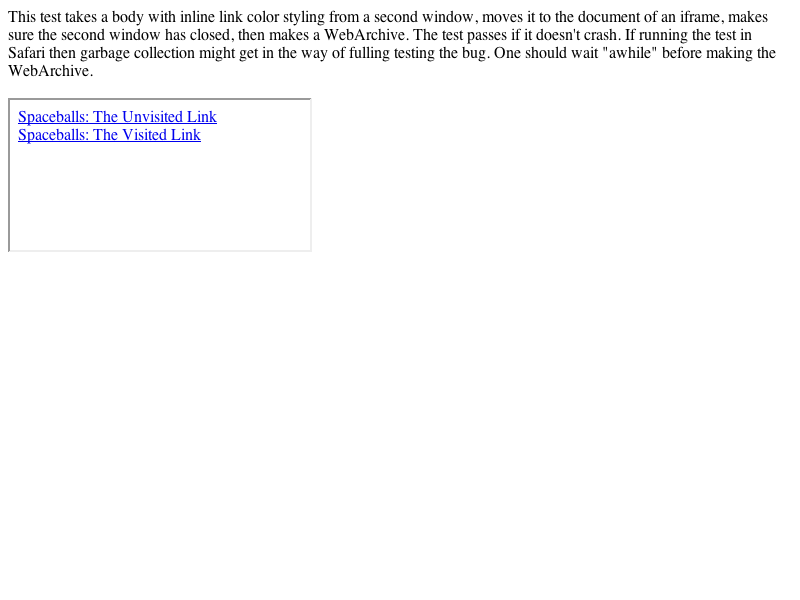 This test takes a body with inline link color styling from a second window, moves it to the document of an iframe, makes
sure the second window has closed, then makes a WebArchive. The test passes if it doesn't crash. If running the test in
Safari then garbage collection might get in the way of fulling testing the bug. One should wait "awhile" before making the
WebArchive.
Spaceballs: The Unvisited Link
Spaceballs: The Visited Link